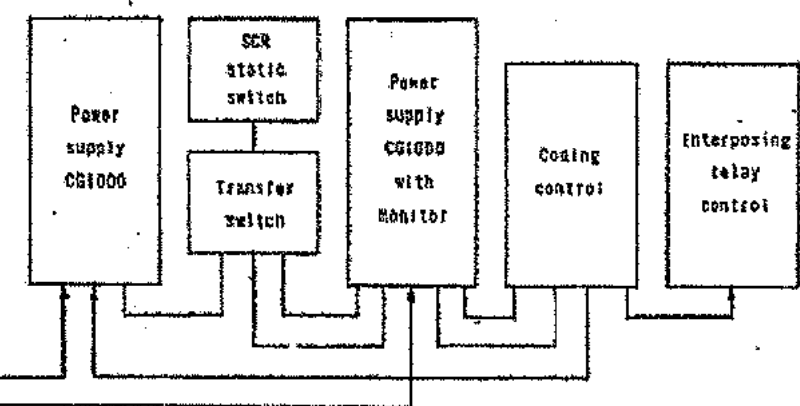 Power
supply
CG1000
SCR
static
switch
Transfer
switch
Power
supply
CG1000
with
Monitor
Coding
control
Enterposing
relay
control